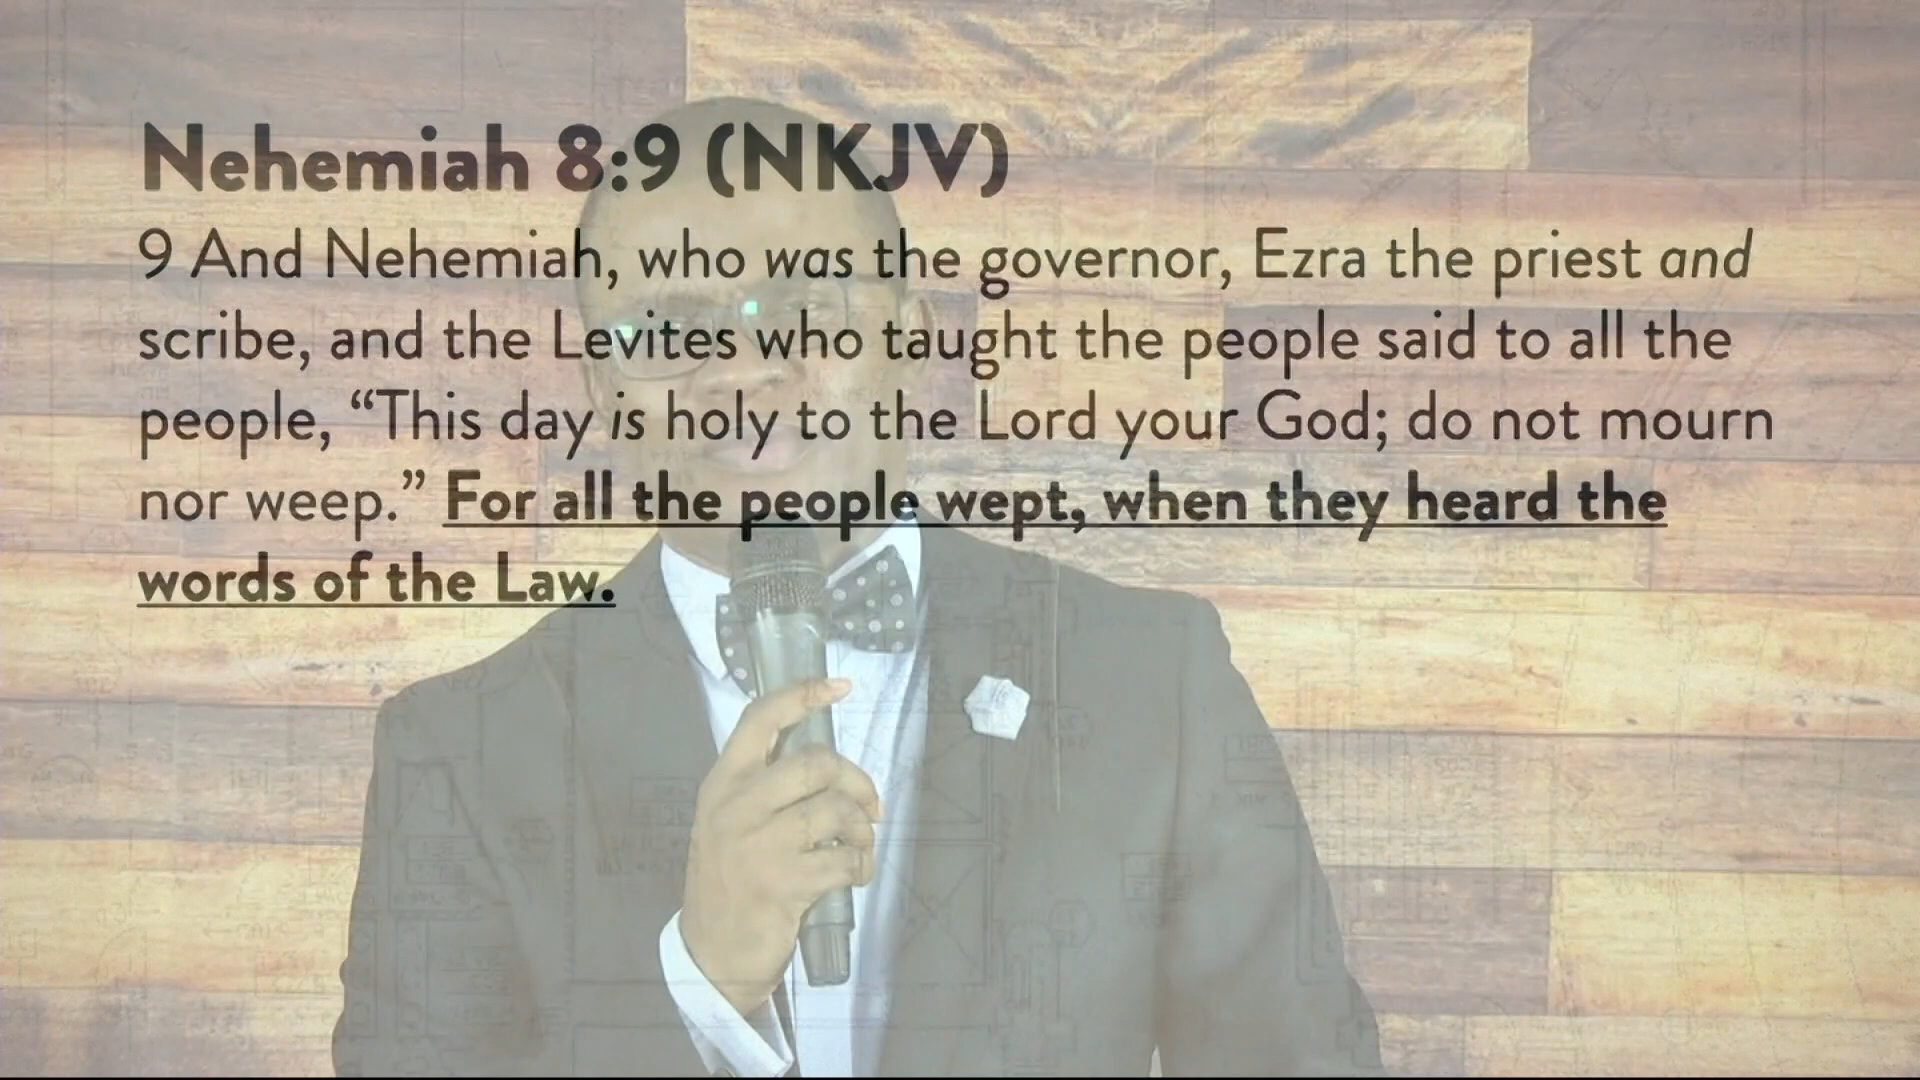 Nehemiah 8:9 (NKJV)
9 And Nehemiah, who was the governor, Ezra the priest and
scribe, and the Levites who taught the people said to all the
people, “This day is holy to the Lord your God; do not mourn
nor weep.” For all the people wept, when they heard the
words of the Law.